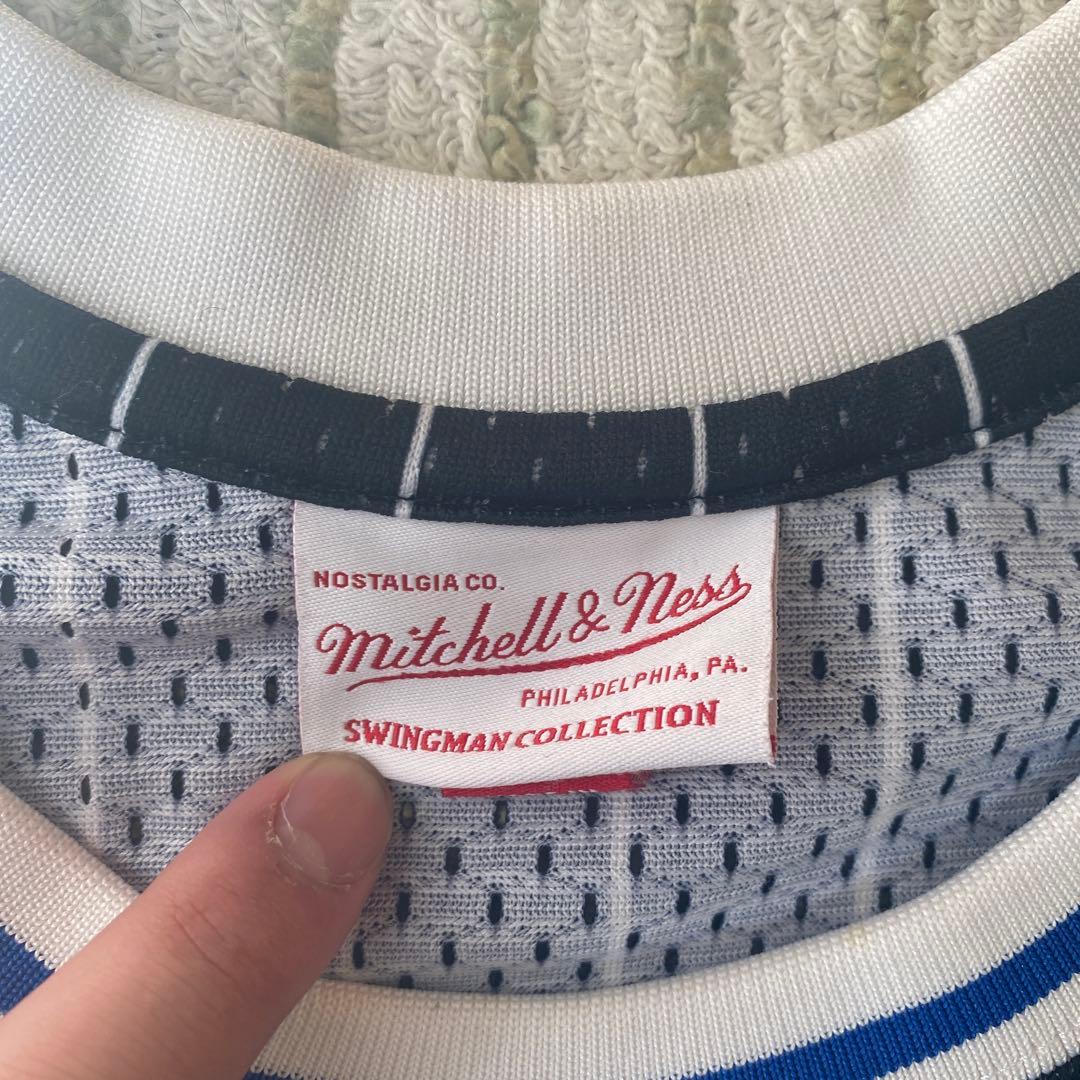 NOSTALGIA CO.
Mitchell & Ness
PHILADELPHIA, PA.
SWINGMAN COLLECTION